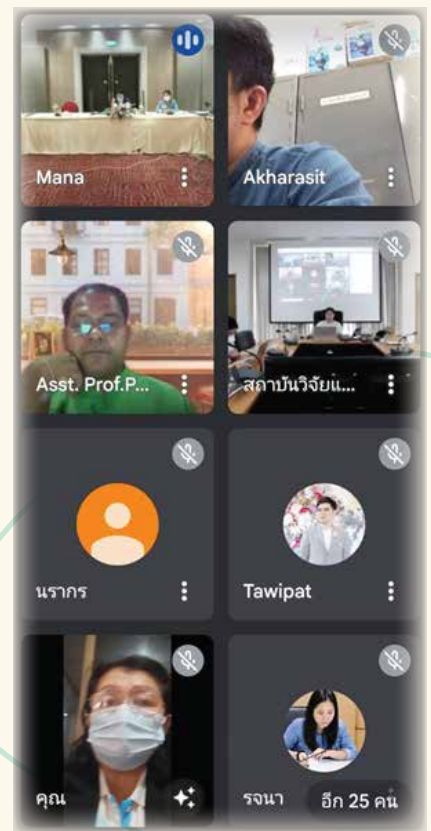 Mana
Akharasit
Asst. Prof.P...
สถาบันวิจัยแ...
นรากร
Tawipat
คุณ
รจนา
อีก 25 คน